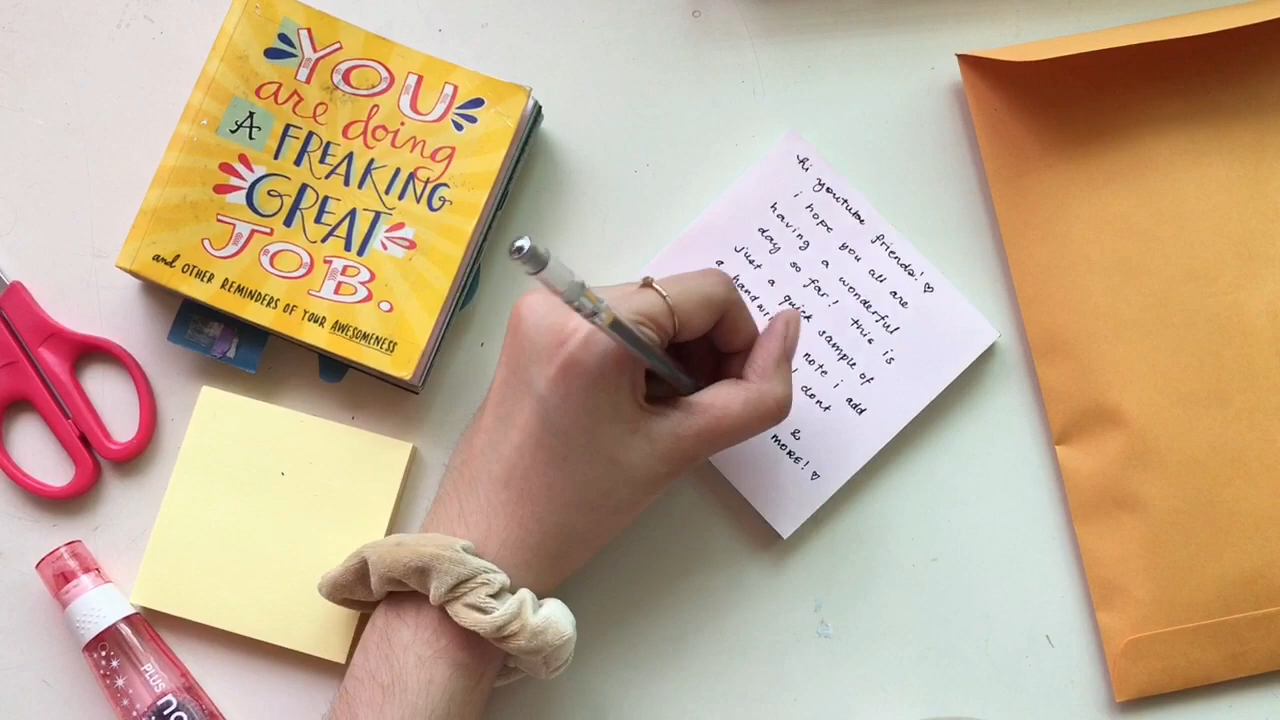 YOU
are doing
A FREAKING
GREAT
JOB.
and OTHER REMINDERS OF YOUR AWESOMENESS
hi youtube friends! ♡
i hope you all are
having a wonderful
day so far! this is
just a quick sample of
a
note i add
dont
&
MORE! ♡
PLUS